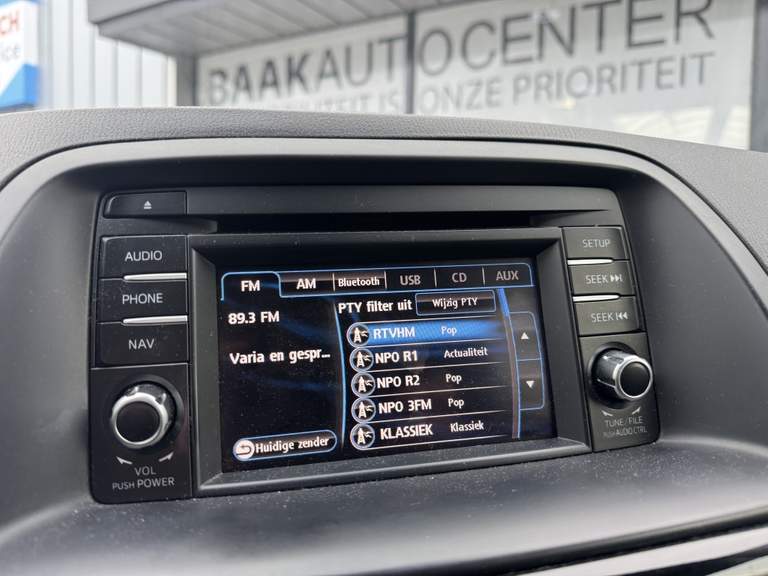 BAAKAUTOCENTER
IS ONZE PRIORITEIT
AUDIO
PHONE
NAV
VOL
PUSH POWER
FM AM Bluetooth USB CD AUX
89.3 FM
PTY filter uit Wijzig PTY
Varia en gespr...
RTVHM Pop
NPO R1 Actualiteit
NPO R2 Pop
NPO 3FM Pop
KLASSIEK Klassiek
Huidige zender
SETUP
SEEK
SEEK
TUNE / FILE
PUSH AUDIO CTRL